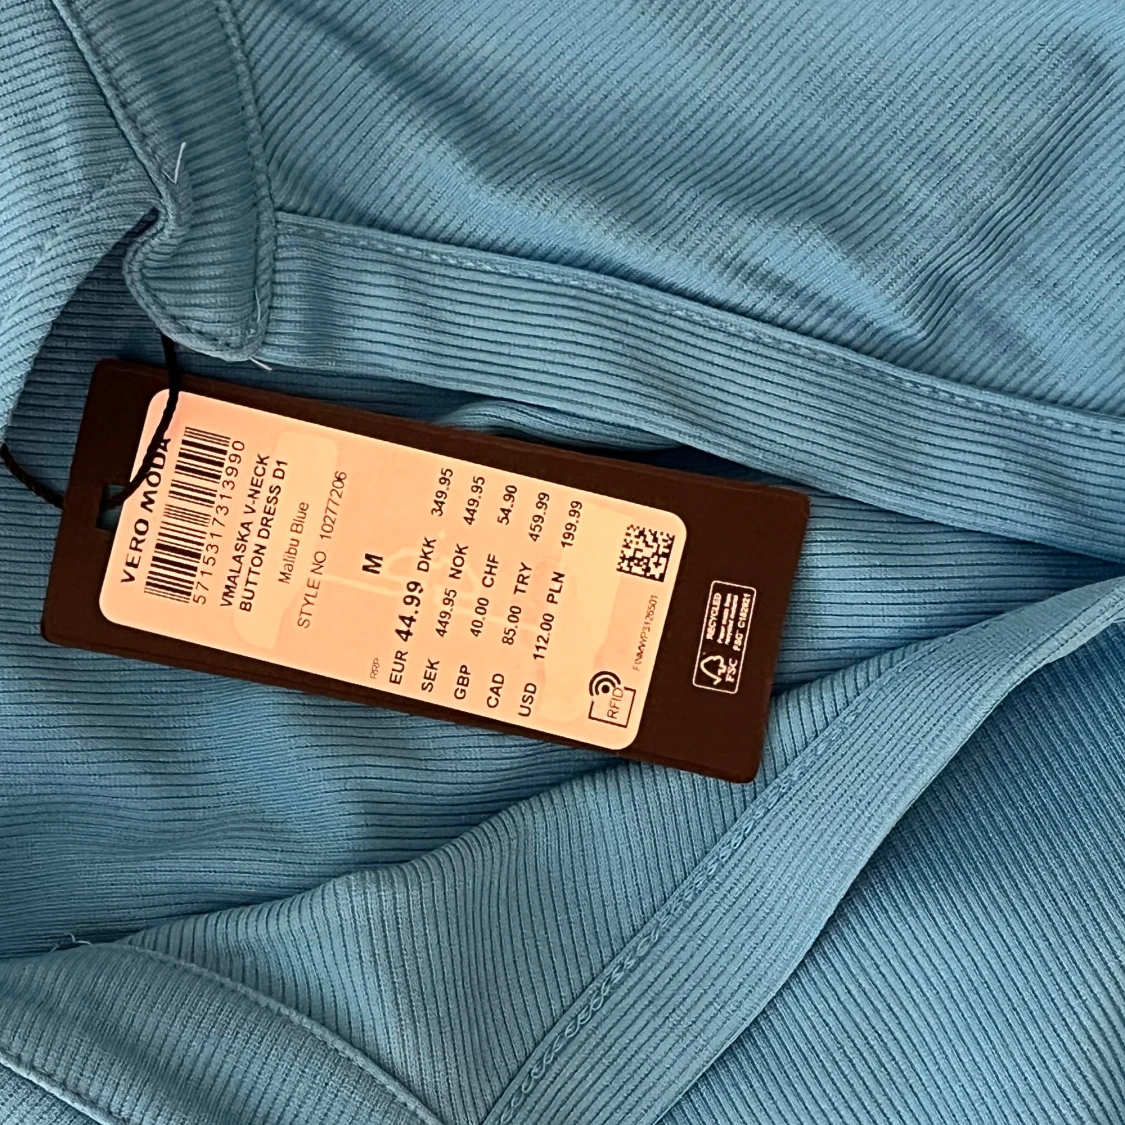 VERO MODA
5715317313990
VMALASKA V-NECK
BUTTON DRESS D1
Malibu Blue
STYLE NO 10277206
M
RRP
EUR 44.99 DKK 349.95
SEK 449.95 NOK 449.95
GBP 40.00 CHF 54.90
CAD 85.00 TRY 459.99
USD 112.00 PLN 199.99
RFID
RECYCLED
FSC